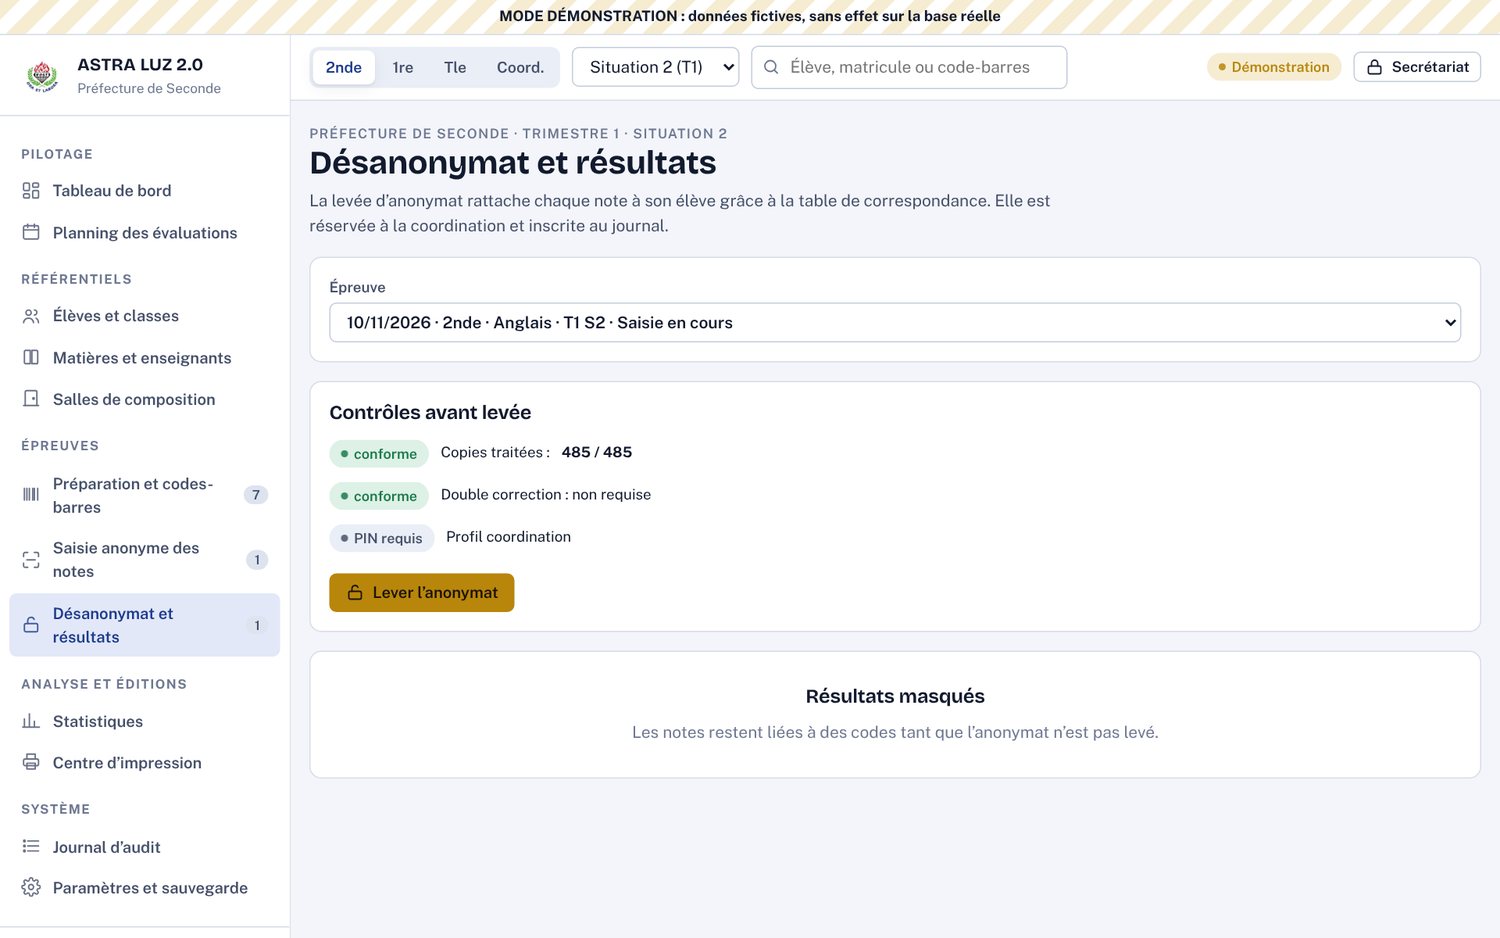 MODE DÉMONSTRATION : données fictives, sans effet sur la base réelle
ASTRA LUZ 2.0
Préfecture de Seconde
2nde
1re
Tle
Coord.
Situation 2 (T1)
Élève, matricule ou code-barres
Démonstration
Secrétariat
PILOTAGE
Tableau de bord
Planning des évaluations
RÉFÉRENTIELS
Élèves et classes
Matières et enseignants
Salles de composition
ÉPREUVES
Préparation et codes-
barres
7
Saisie anonyme des
notes
1
Désanonymat et
résultats
1
ANALYSE ET ÉDITIONS
Statistiques
Centre d’impression
SYSTÈME
Journal d’audit
Paramètres et sauvegarde
PRÉFECTURE DE SECONDE · TRIMESTRE 1 · SITUATION 2
Désanonymat et résultats
La levée d’anonymat rattache chaque note à son élève grâce à la table de correspondance. Elle est
réservée à la coordination et inscrite au journal.
Épreuve
10/11/2026 · 2nde · Anglais · T1 S2 · Saisie en cours
Contrôles avant levée
conforme Copies traitées : 485 / 485
conforme Double correction : non requise
PIN requis Profil coordination
Lever l’anonymat
Résultats masqués
Les notes restent liées à des codes tant que l’anonymat n’est pas levé.